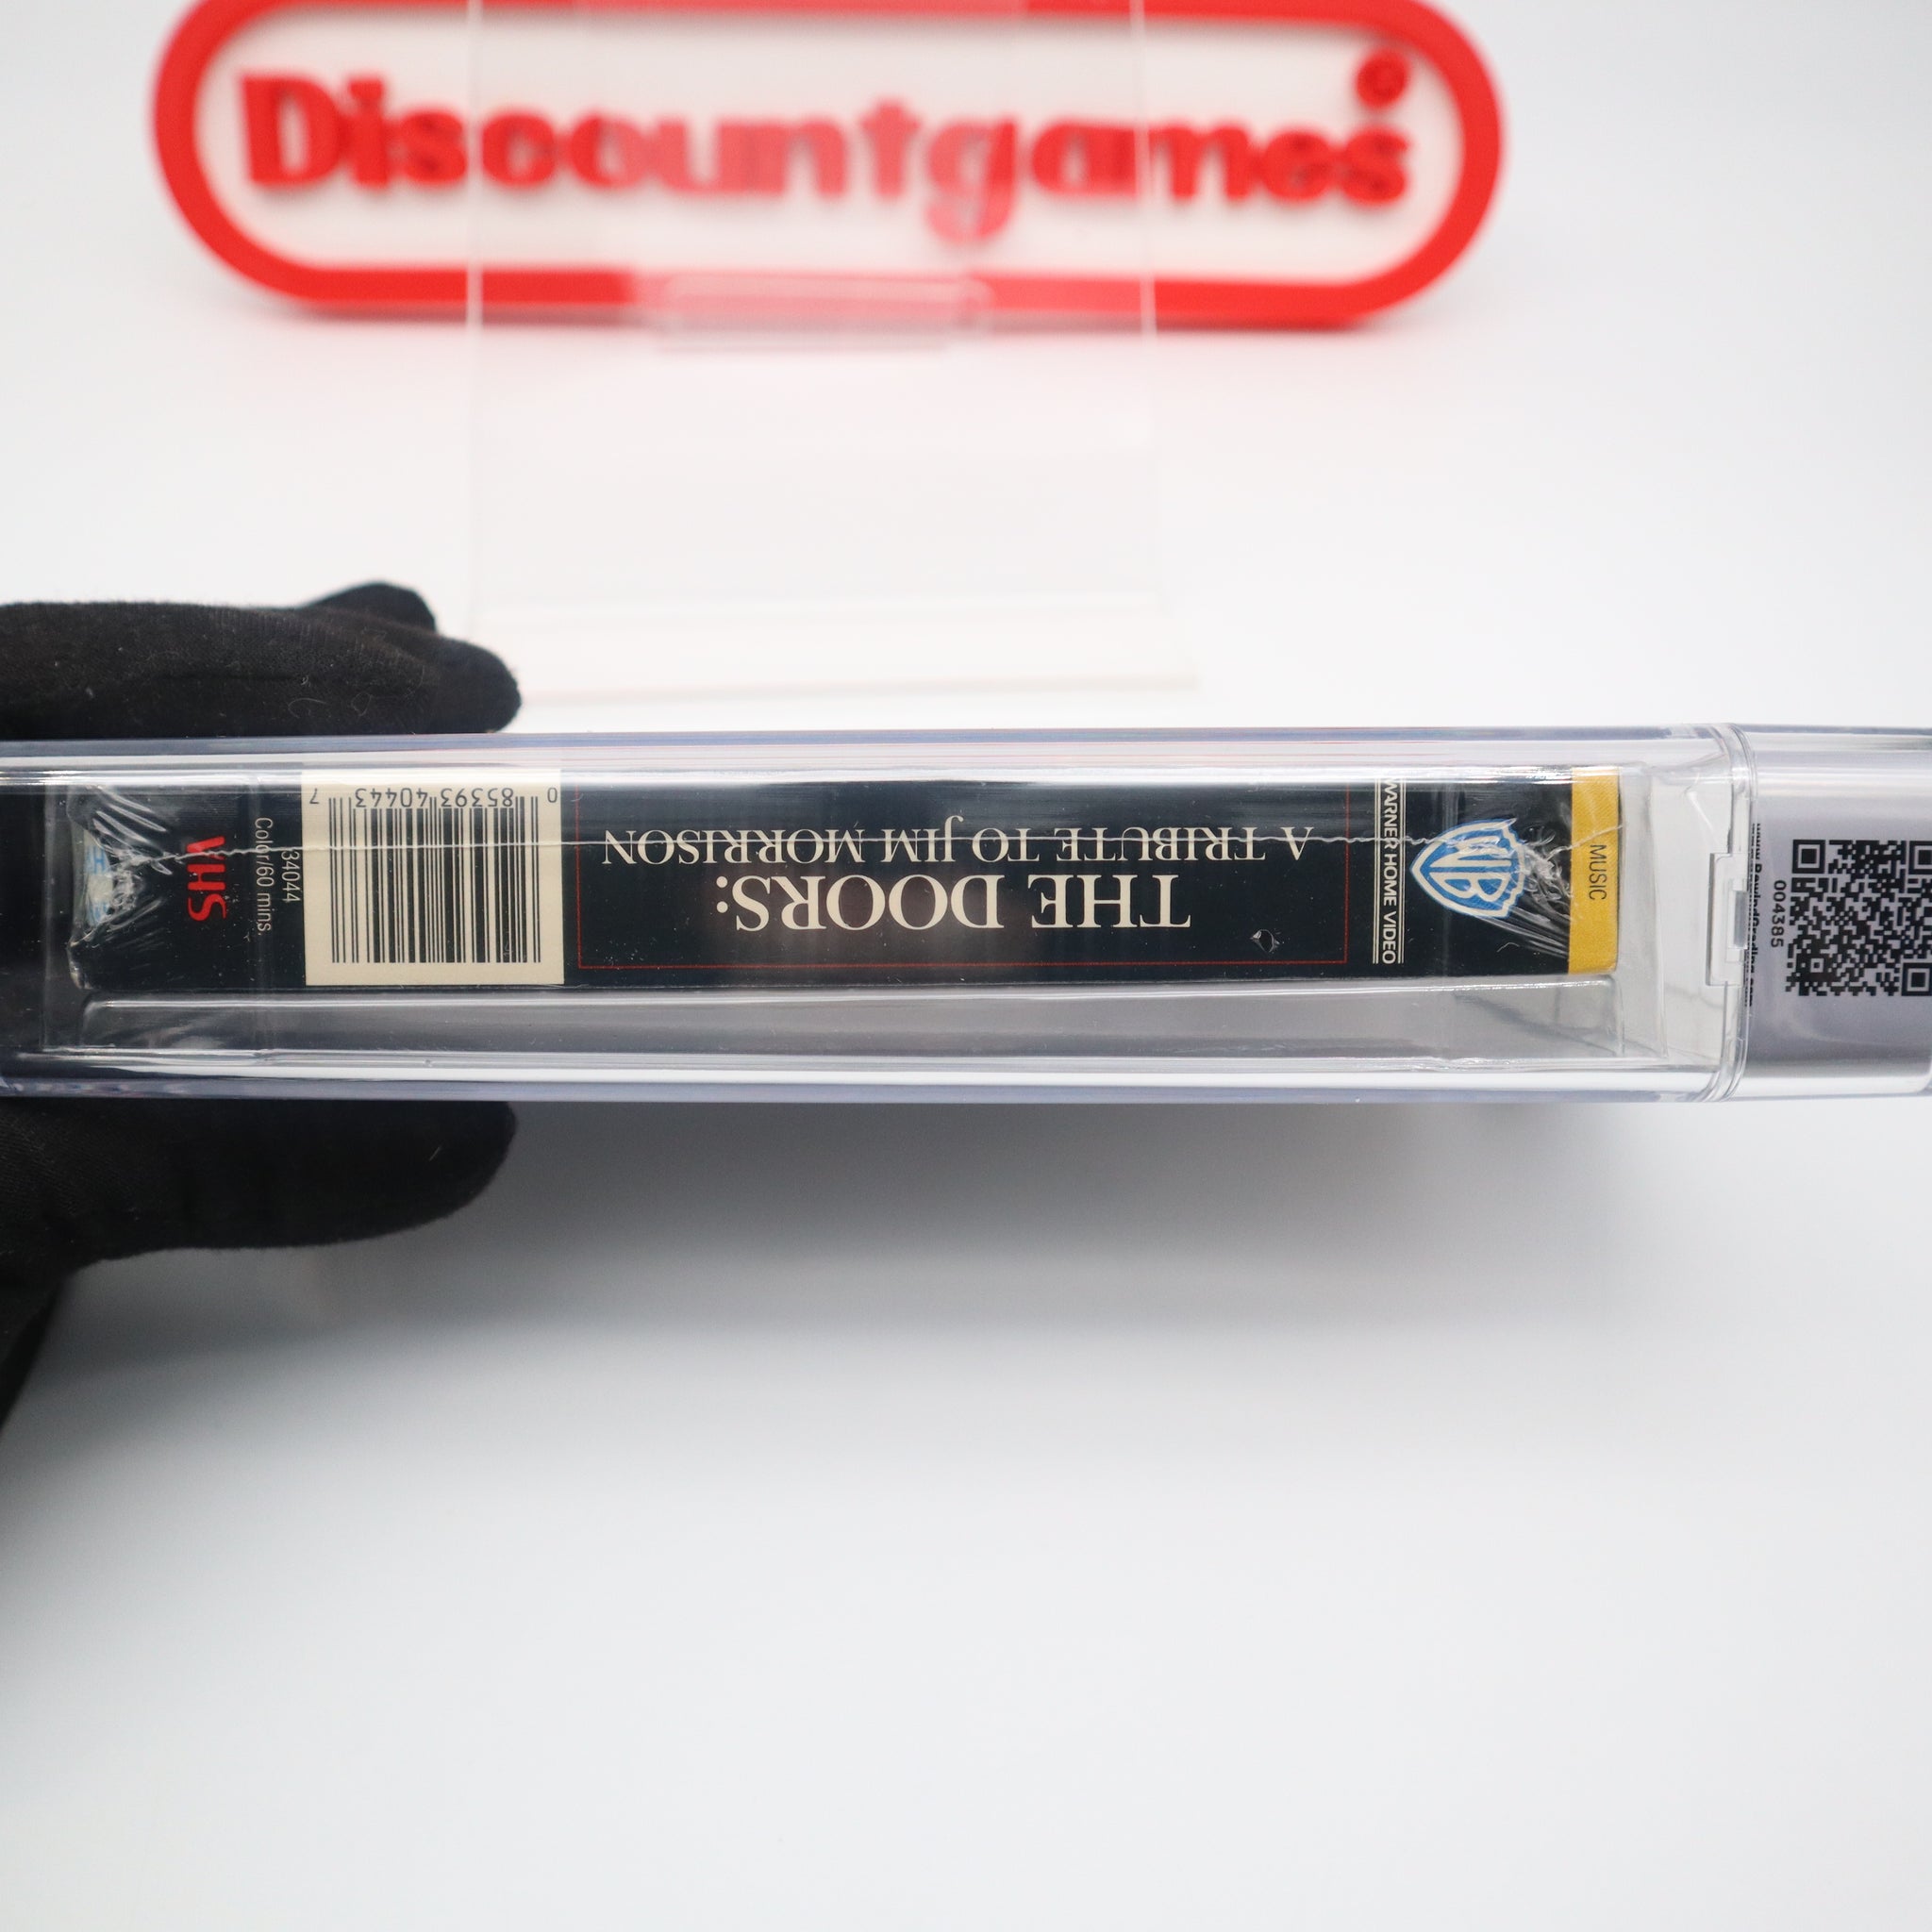 Discountgames
©
THE DOORS:
A TRIBUTE TO JIM MORRISON
0 85393 40443 7
VHS
34044
Color/60 mins.
WARNER HOME VIDEO
WB
MUSIC
004385